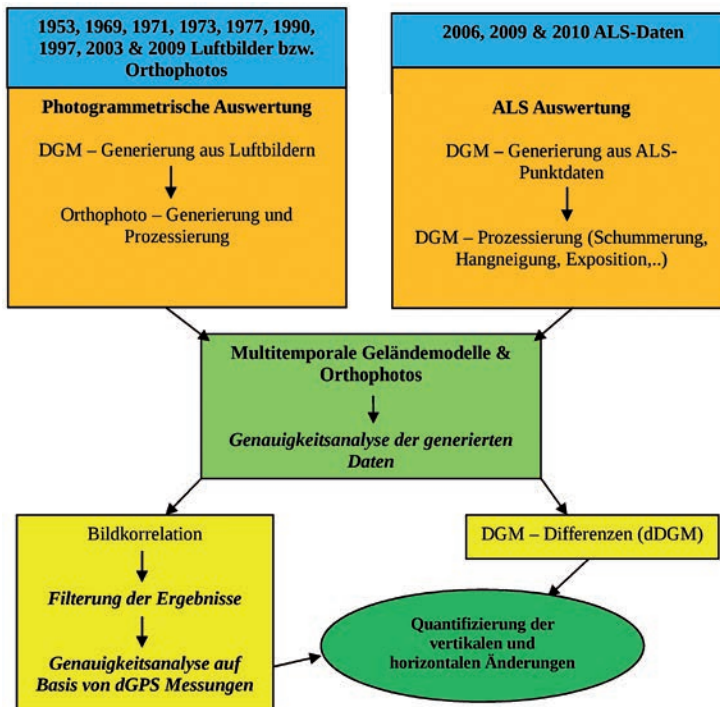 1953, 1969, 1971, 1973, 1977, 1990,
1997, 2003 & 2009 Luftbilder bzw.
Orthophotos
Photogrammetrische Auswertung
DGM – Generierung aus Luftbildern
Orthophoto – Generierung und
Prozessierung
2006, 2009 & 2010 ALS-Daten
ALS Auswertung
DGM – Generierung aus ALS-
Punktdaten
DGM – Prozessierung (Schummerung,
Hangneigung, Exposition,..)
Multitemporale Geländemodelle &
Orthophotos
Genauigkeitsanalyse der generierten
Daten
Bildkorrelation
Filterung der Ergebnisse
Genauigkeitsanalyse auf
Basis von dGPS Messungen
DGM – Differenzen (dDGM)
Quantifizierung der
vertikalen und
horizontalen Änderungen